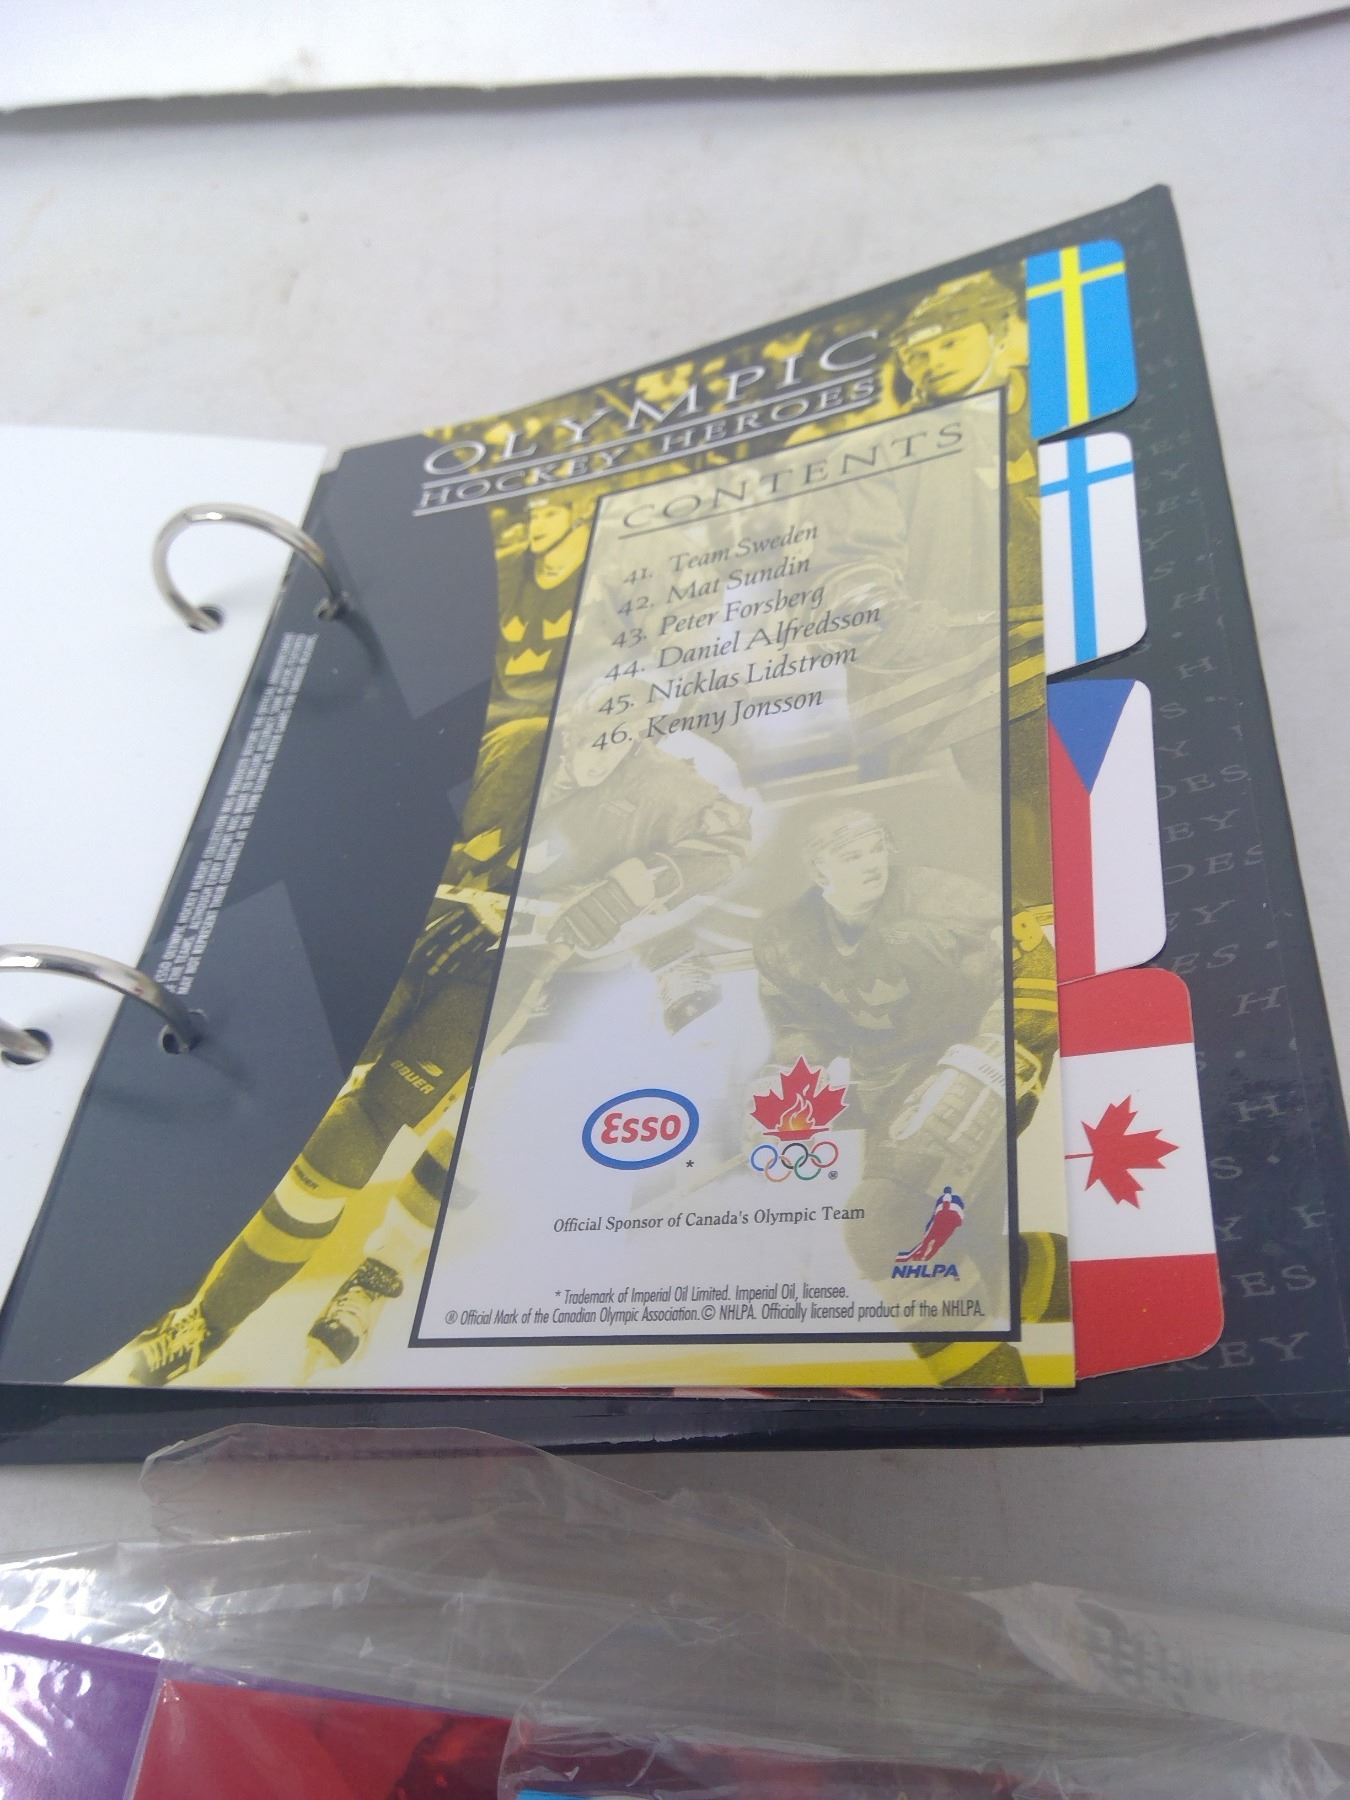 OLYMPIC
HOCKEY HEROES
CONTENTS
41. Team Sweden
42. Mat Sundin
43. Peter Forsberg
44. Daniel Alfredsson
45. Nicklas Lidstrom
46. Kenny Jonsson
BAUER
Esso
*
®
Official Sponsor of Canada's Olympic Team
NHLPA
* Trademark of Imperial Oil Limited. Imperial Oil, licensee.
® Official Mark of the Canadian Olympic Association. © NHLPA. Officially licensed product of the NHLPA.